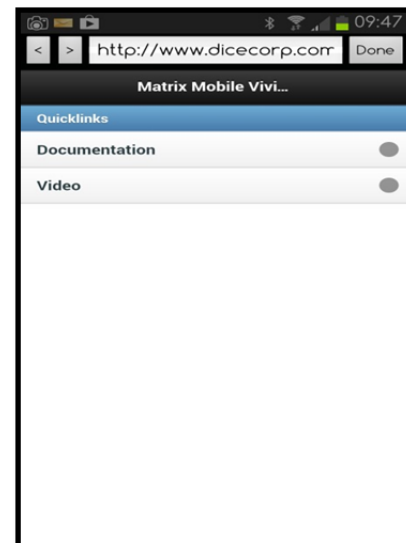 09:47
< > http://www.dicecorp.com Done
Matrix Mobile Vivi...
Quicklinks
Documentation
Video